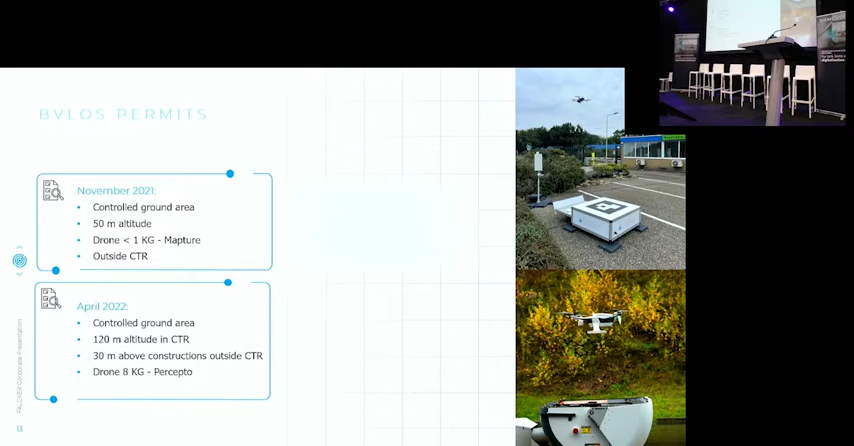 BVLOS PERMITS
November 2021:
• Controlled ground area
• 50 m altitude
• Drone < 1 KG - Mapture
• Outside CTR
April 2022:
• Controlled ground area
• 120 m altitude in CTR
• 30 m above constructions outside CTR
• Drone 8 KG - Percepto
FALCKER Corporate Presentation
13